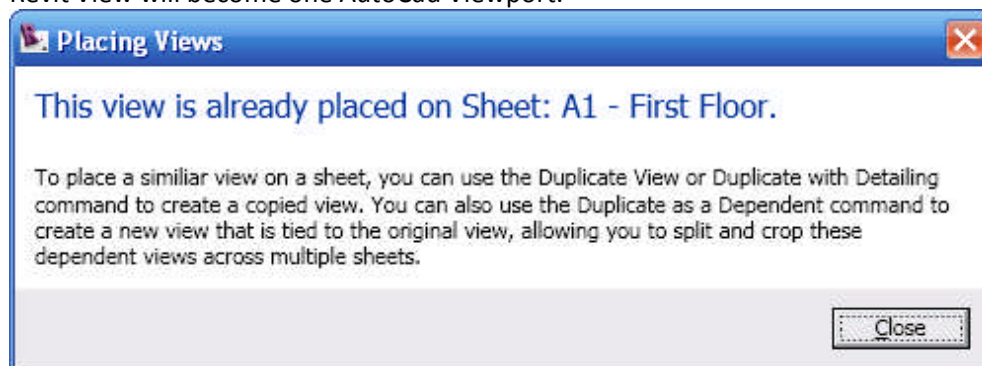 Revit view will become one AutoCad Viewport.
Placing Views
This view is already placed on Sheet: A1 - First Floor.
To place a similiar view on a sheet, you can use the Duplicate View or Duplicate with Detailing
command to create a copied view. You can also use the Duplicate as a Dependent command to
create a new view that is tied to the original view, allowing you to split and crop these
dependent views across multiple sheets.
Close